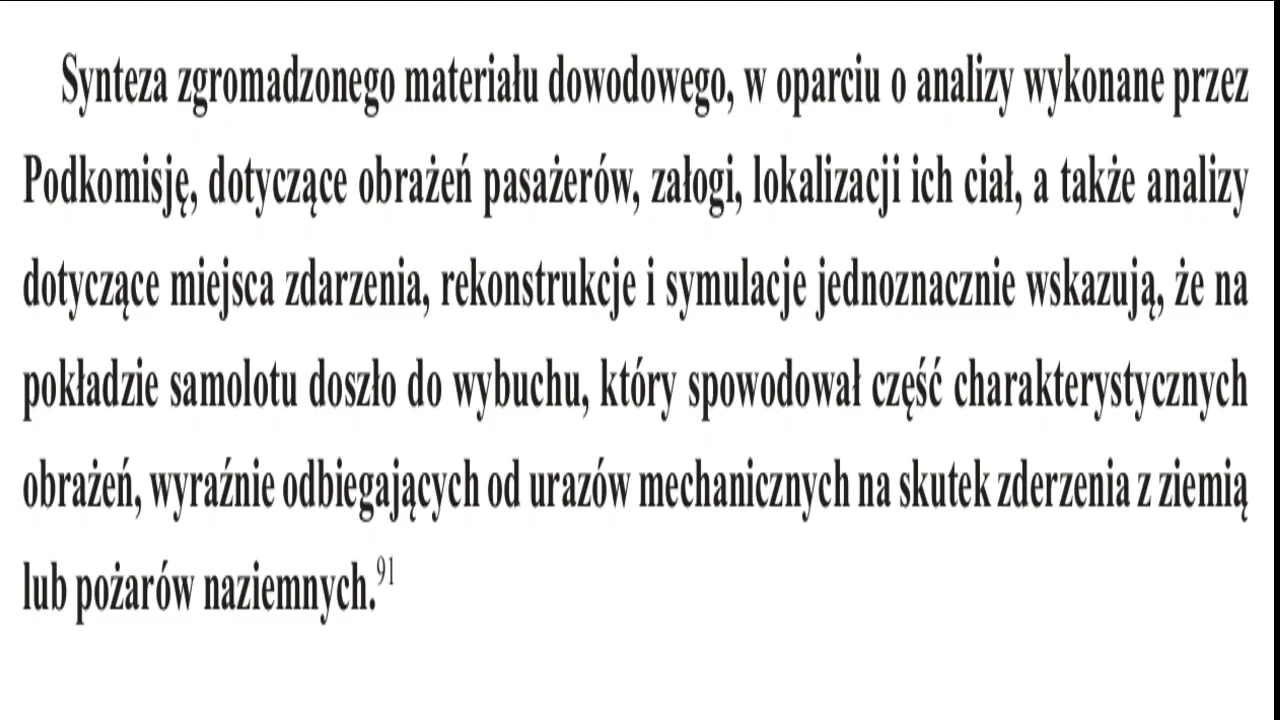 Synteza zgromadzonego materiału dowodowego, w oparciu o analizy wykonane przez
Podkomisję, dotyczące obrażeń pasażerów, załogi, lokalizacji ich ciał, a także analizy
dotyczące miejsca zdarzenia, rekonstrukcje i symulacje jednoznacznie wskazują, że na
pokładzie samolotu doszło do wybuchu, który spowodował część charakterystycznych
obrażeń, wyraźnie odbiegających od urazów mechanicznych na skutek zderzenia z ziemią
lub pożarów naziemnych.91